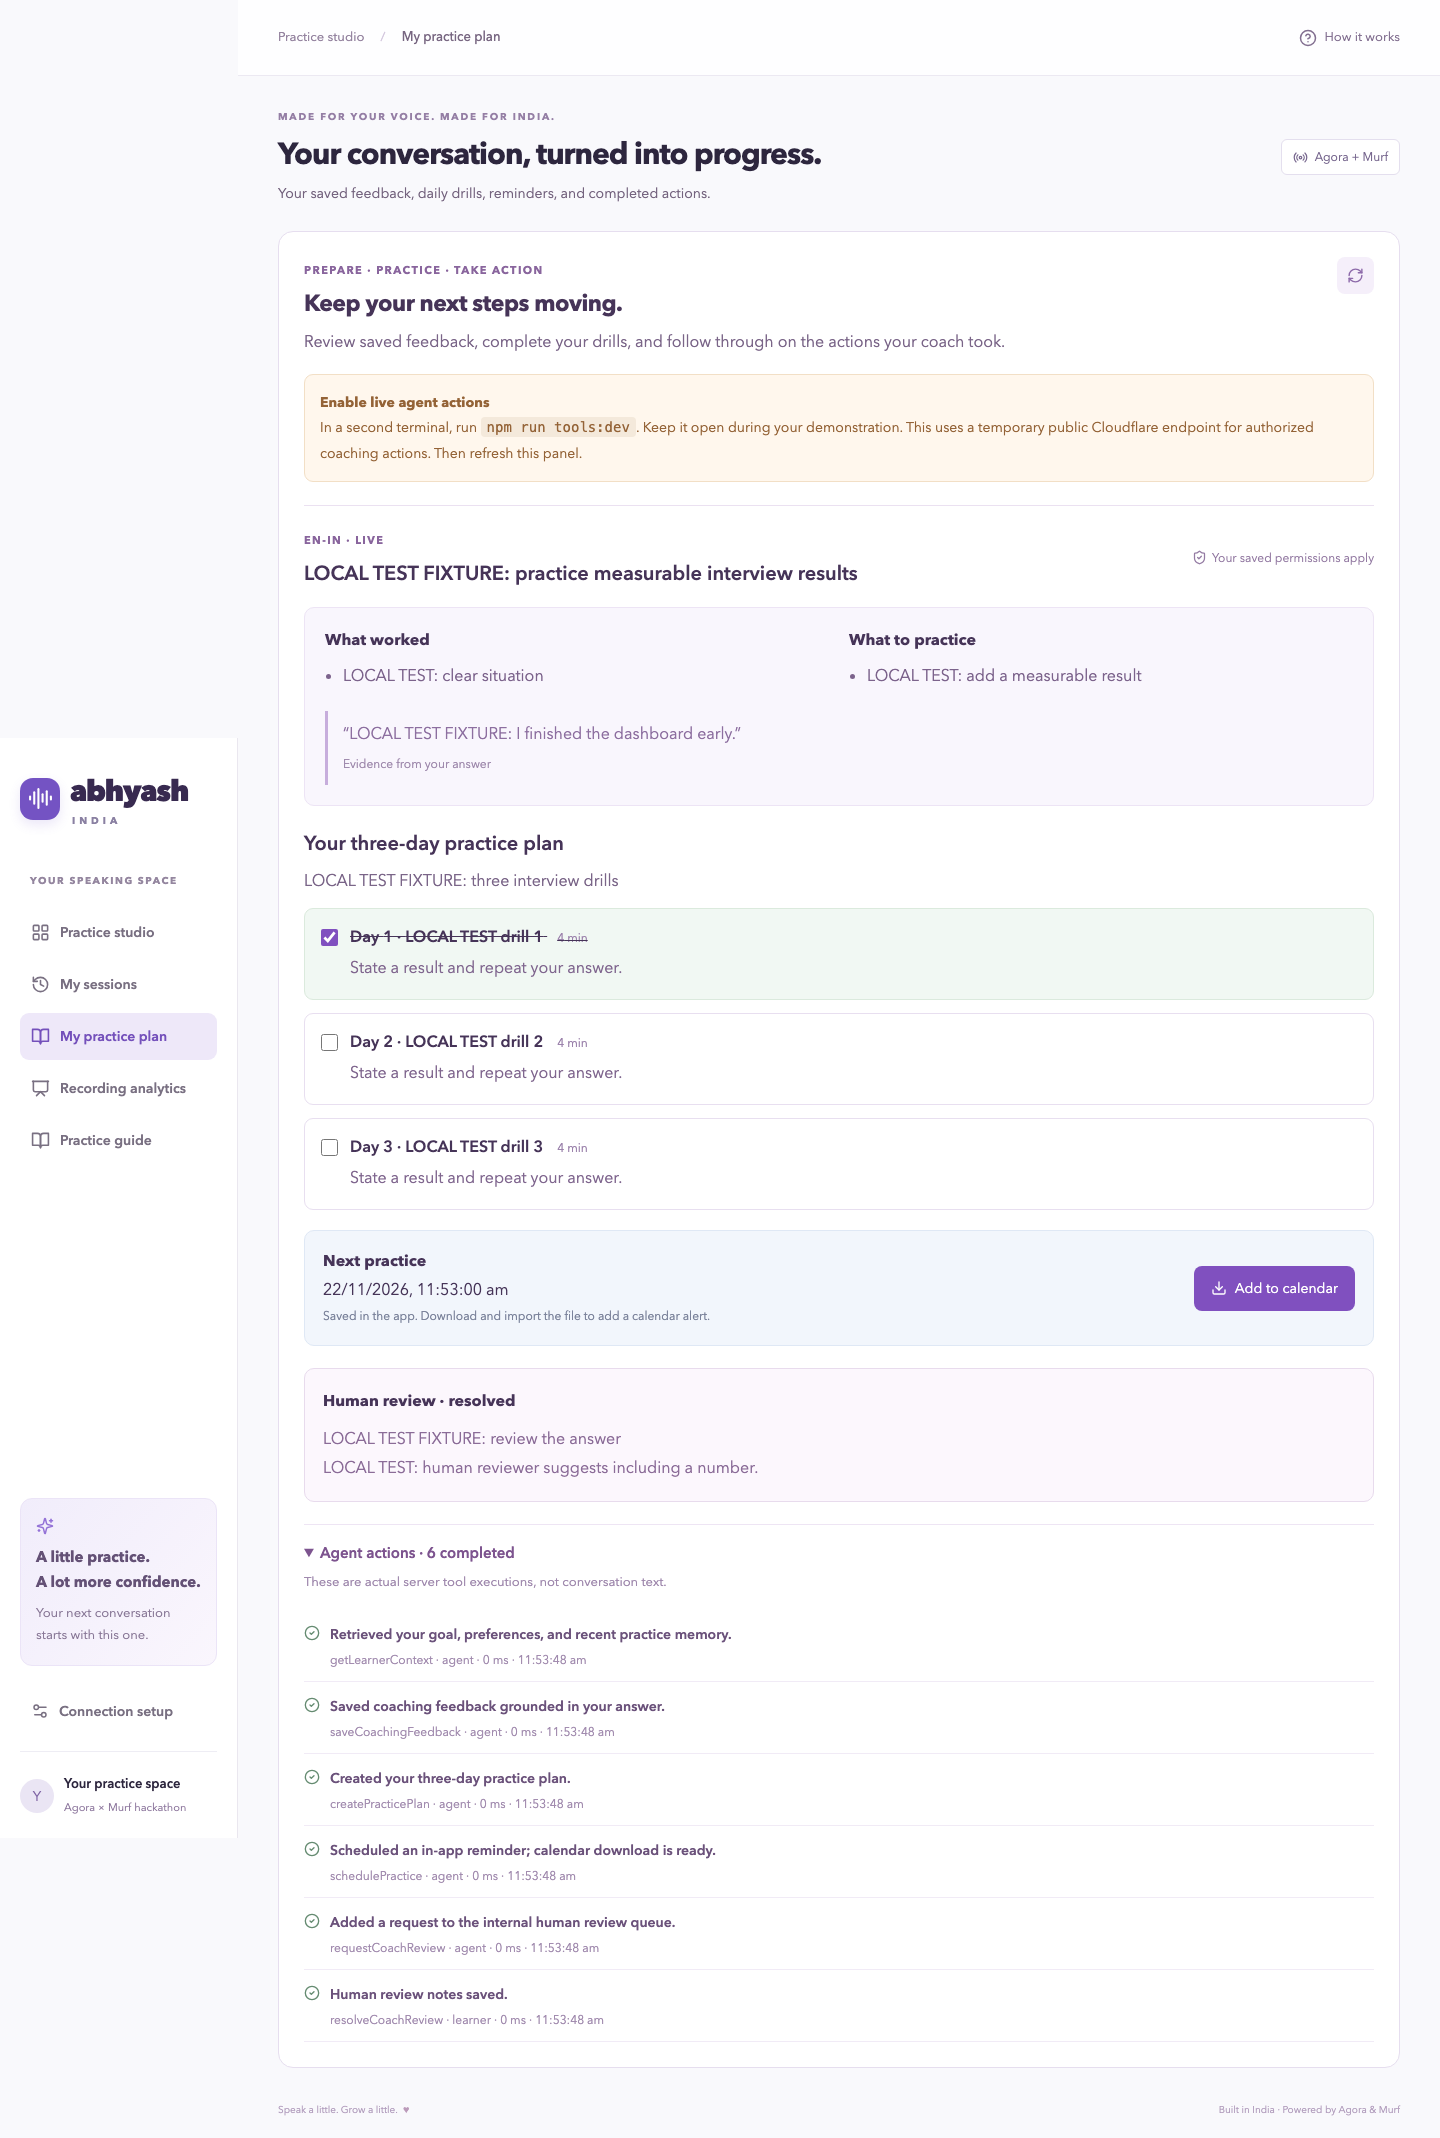 Practice studio / My practice plan
How it works
MADE FOR YOUR VOICE. MADE FOR INDIA.
Your conversation, turned into progress.
Your saved feedback, daily drills, reminders, and completed actions.
Agora + Murf
PREPARE · PRACTICE · TAKE ACTION
Keep your next steps moving.
Review saved feedback, complete your drills, and follow through on the actions your coach took.
Enable live agent actions
In a second terminal, run npm run tools:dev. Keep it open during your demonstration. This uses a temporary public Cloudflare endpoint for authorized
coaching actions. Then refresh this panel.
EN-IN · LIVE
LOCAL TEST FIXTURE: practice measurable interview results
Your saved permissions apply
What worked
LOCAL TEST: clear situation
What to practice
LOCAL TEST: add a measurable result
“LOCAL TEST FIXTURE: I finished the dashboard early.”
Evidence from your answer
Your three-day practice plan
LOCAL TEST FIXTURE: three interview drills
Day 1 · LOCAL TEST drill 1 4 min
State a result and repeat your answer.
Day 2 · LOCAL TEST drill 2 4 min
State a result and repeat your answer.
Day 3 · LOCAL TEST drill 3 4 min
State a result and repeat your answer.
Next practice
22/11/2026, 11:53:00 am
Saved in the app. Download and import the file to add a calendar alert.
Add to calendar
Human review · resolved
LOCAL TEST FIXTURE: review the answer
LOCAL TEST: human reviewer suggests including a number.
Agent actions · 6 completed
These are actual server tool executions, not conversation text.
Retrieved your goal, preferences, and recent practice memory.
getLearnerContext · agent · 0 ms · 11:53:48 am
Saved coaching feedback grounded in your answer.
saveCoachingFeedback · agent · 0 ms · 11:53:48 am
Created your three-day practice plan.
createPracticePlan · agent · 0 ms · 11:53:48 am
Scheduled an in-app reminder; calendar download is ready.
schedulePractice · agent · 0 ms · 11:53:48 am
Added a request to the internal human review queue.
requestCoachReview · agent · 0 ms · 11:53:48 am
Human review notes saved.
resolveCoachReview · learner · 0 ms · 11:53:48 am
Speak a little. Grow a little. ♥
Built in India · Powered by Agora & Murf
abhyash
INDIA
YOUR SPEAKING SPACE
Practice studio
My sessions
My practice plan
Recording analytics
Practice guide
A little practice.
A lot more confidence.
Your next conversation
starts with this one.
Connection setup
Y
Your practice space
Agora × Murf hackathon